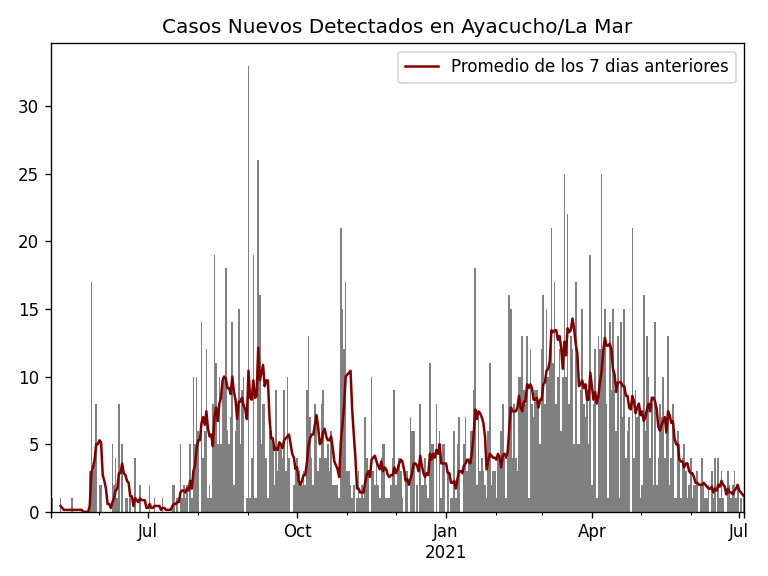 Casos Nuevos Detectados en Ayacucho/La Mar
Promedio de los 7 dias anteriores
30
25
20
15
10
5
0
Jul
Oct
Jan
Apr
Jul
2021